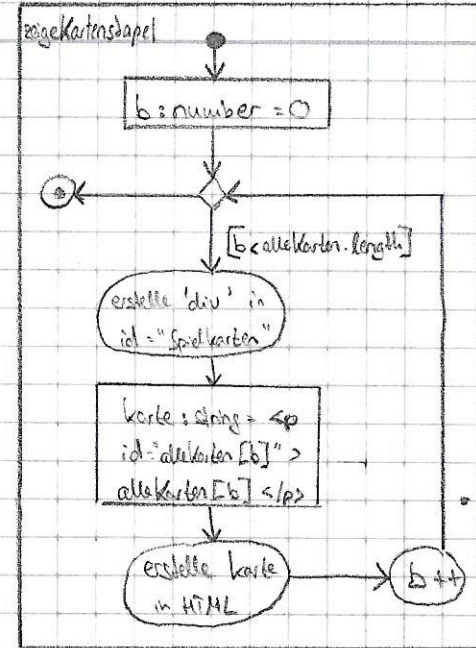 zeigeKartenstapel
b : number = 0
[b < alleKarten.length]
erstelle 'div' in
id = "Spielkarten"
karte : string = <p
id="alleKarten[b]" >
alleKarten[b] </p>
erstelle karte
in HTML
b ++